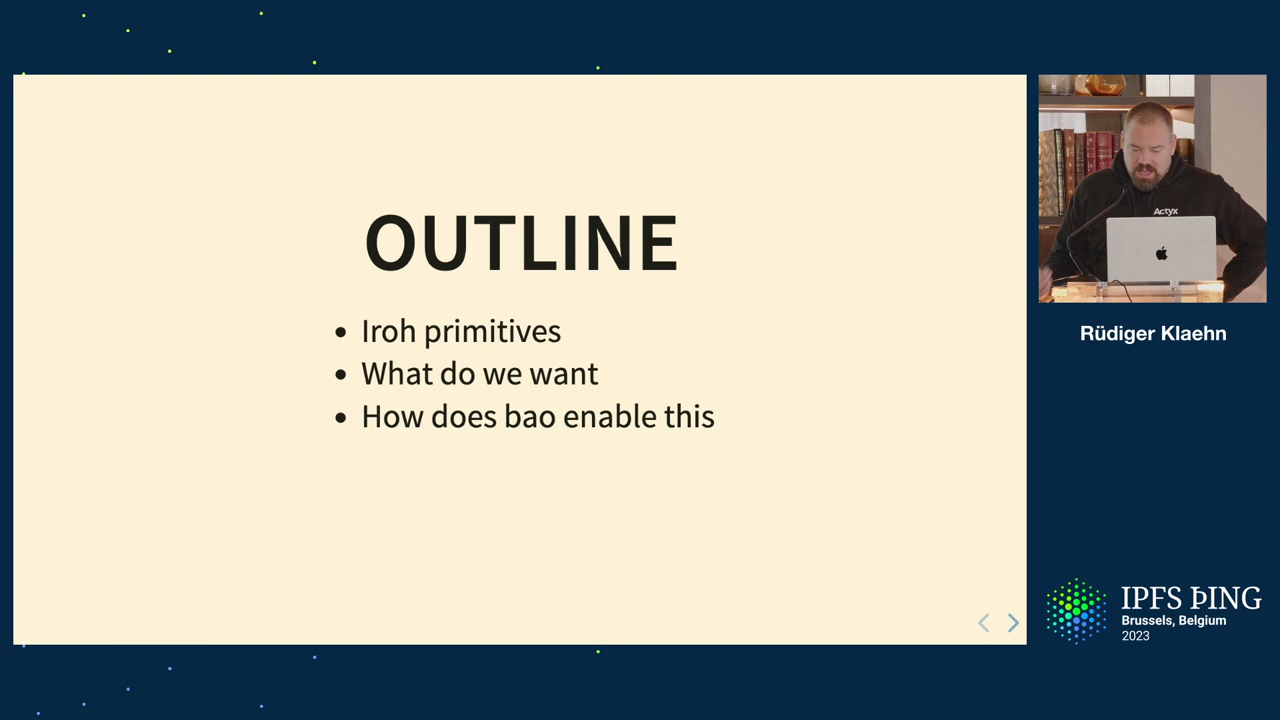 OUTLINE
• Iroh primitives
• What do we want
• How does bao enable this
Actyx
Rüdiger Klaehn
IPFS ÞING
Brussels, Belgium
2023